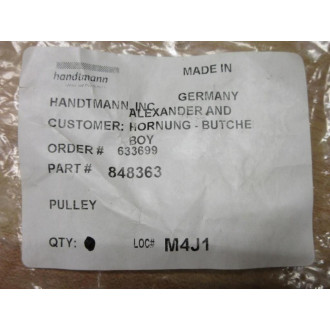 handtmann
MADE IN
GERMANY
HANDTMANN, INC.
ALEXANDER AND
CUSTOMER: HORNUNG - BUTCHE
BOY
ORDER # 633699
PART # 848363
PULLEY
QTY:
LOC# M4J1